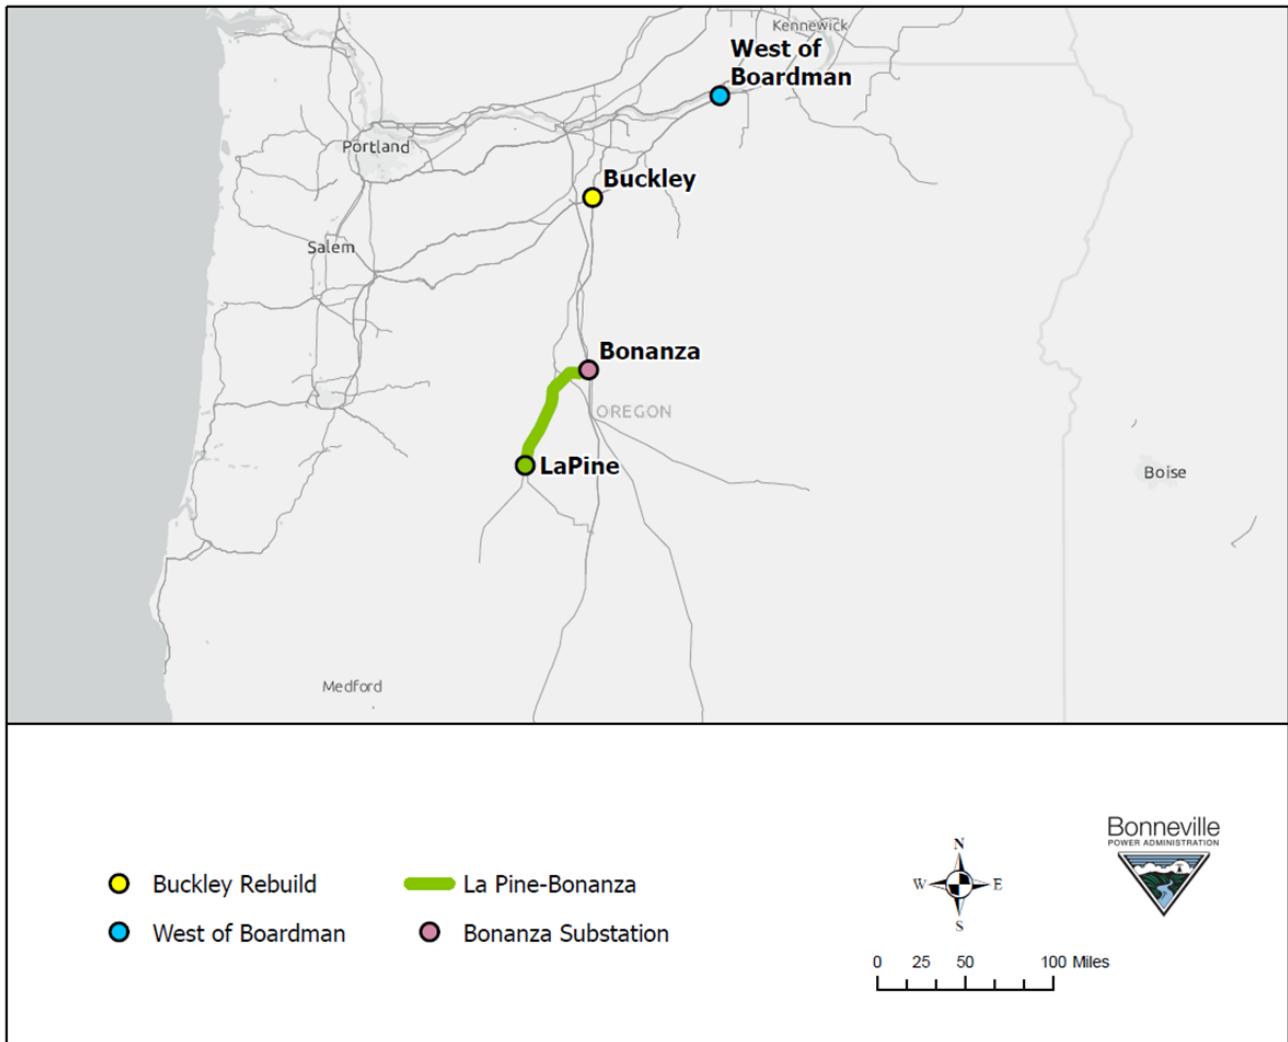 Kennewick
West of
Boardman
Portland
Buckley
Salem
Bonanza
OREGON
LaPine
Boise
Medford
Buckley Rebuild
La Pine-Bonanza
West of Boardman
Bonanza Substation
N
W E
S
0 25 50 100 Miles
Bonneville
POWER ADMINISTRATION